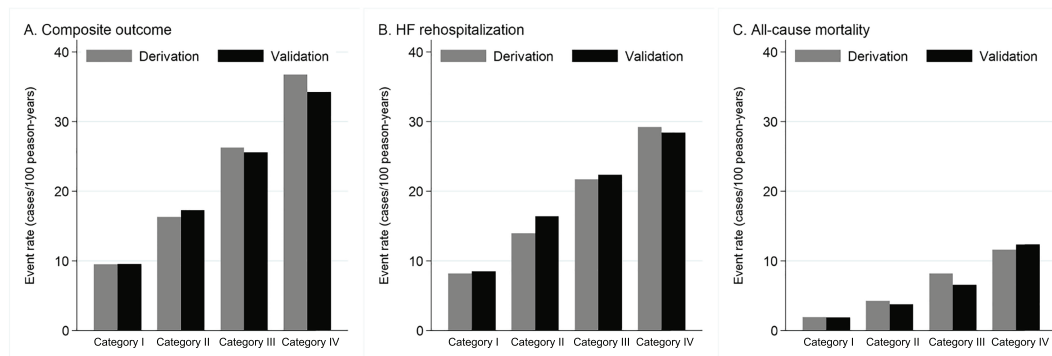 A. Composite outcome
40
30
20
10
0
Event rate (cases/100 peason-years)
Derivation Validation
Category I Category II Category III Category IV
B. HF rehospitalization
40
30
20
10
0
Event rate (cases/100 peason-years)
Derivation Validation
Category I Category II Category III Category IV
C. All-cause mortality
40
30
20
10
0
Event rate (cases/100 peason-years)
Derivation Validation
Category I Category II Category III Category IV